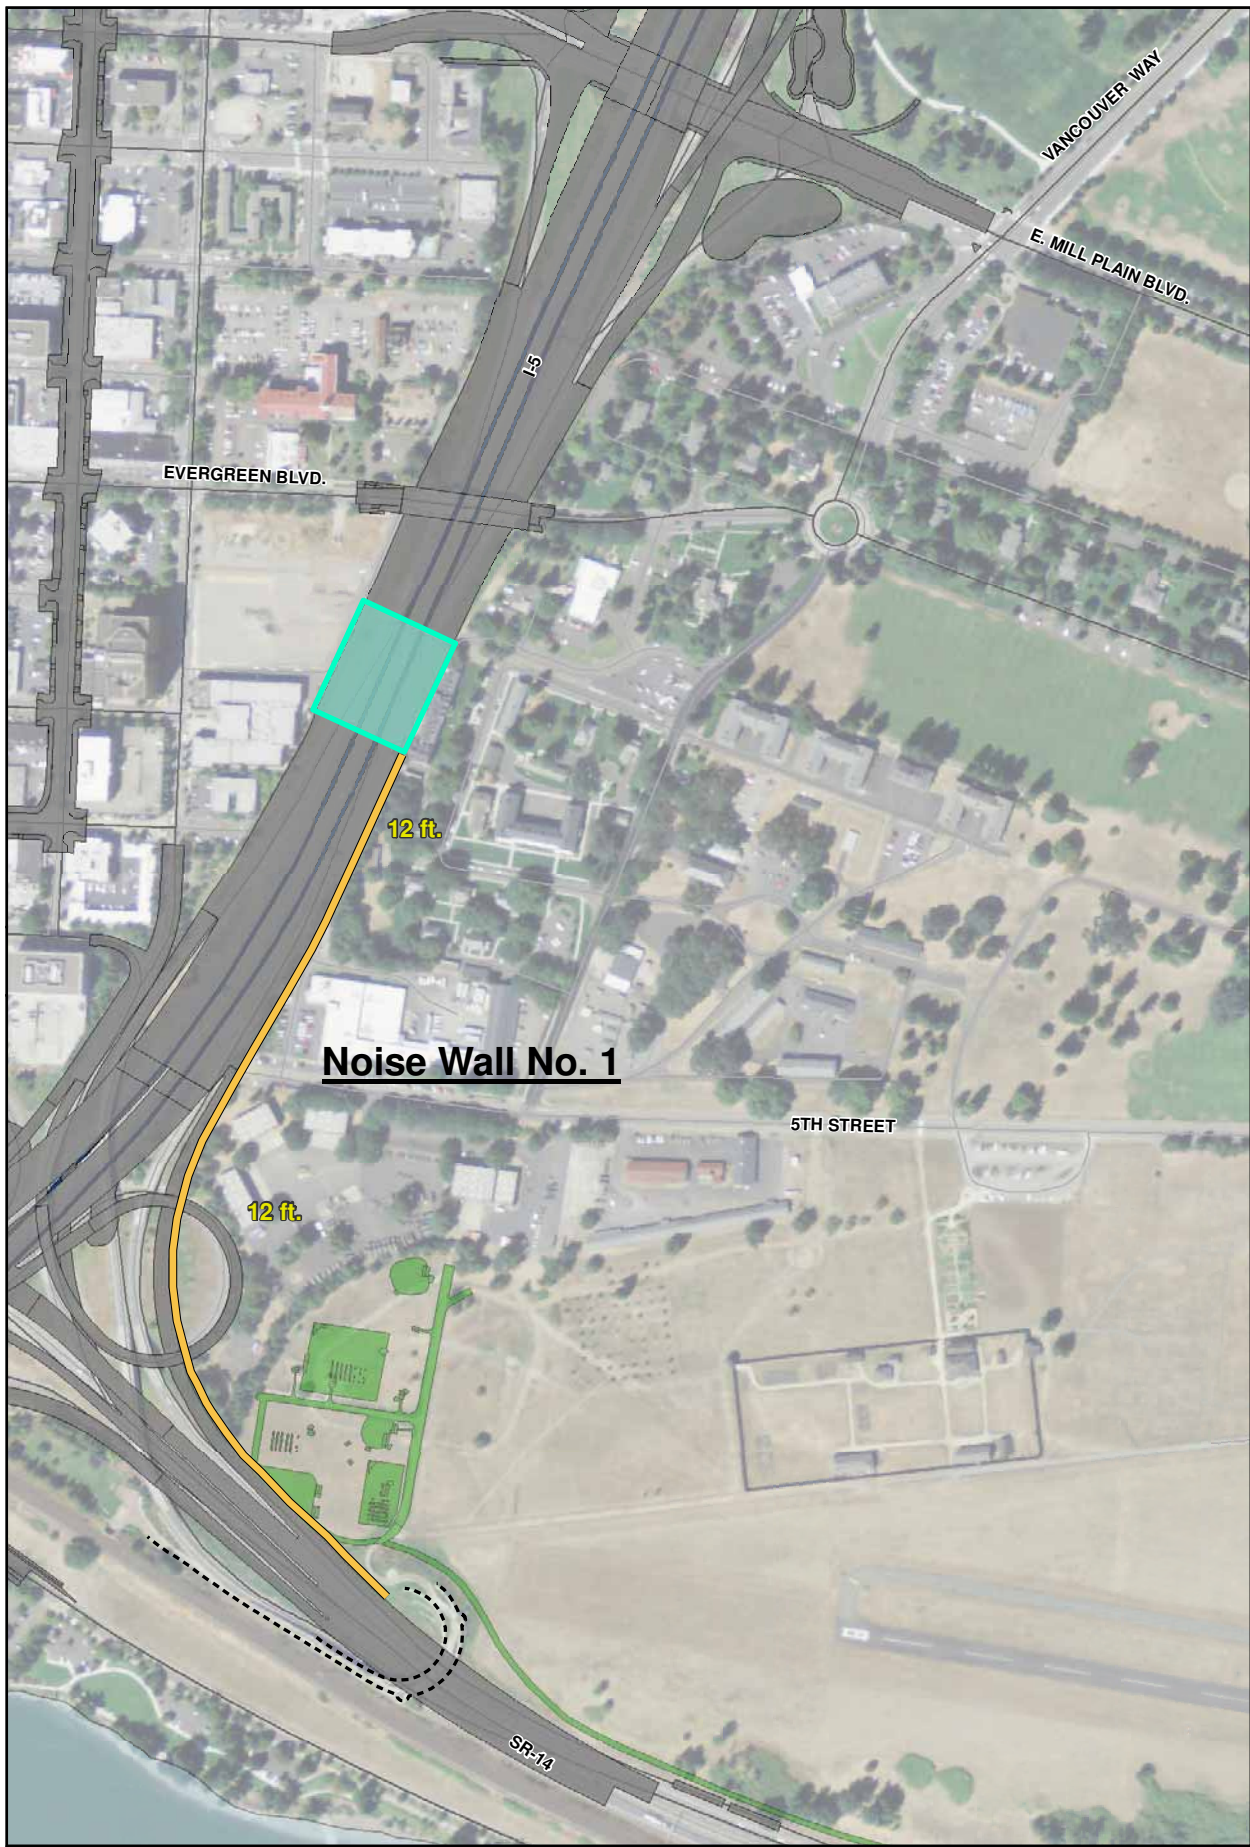 VANCOUVER WAY
E. MILL PLAIN BLVD.
I-5
EVERGREEN BLVD.
12 ft.
Noise Wall No. 1
5TH STREET
12 ft.
SR-14